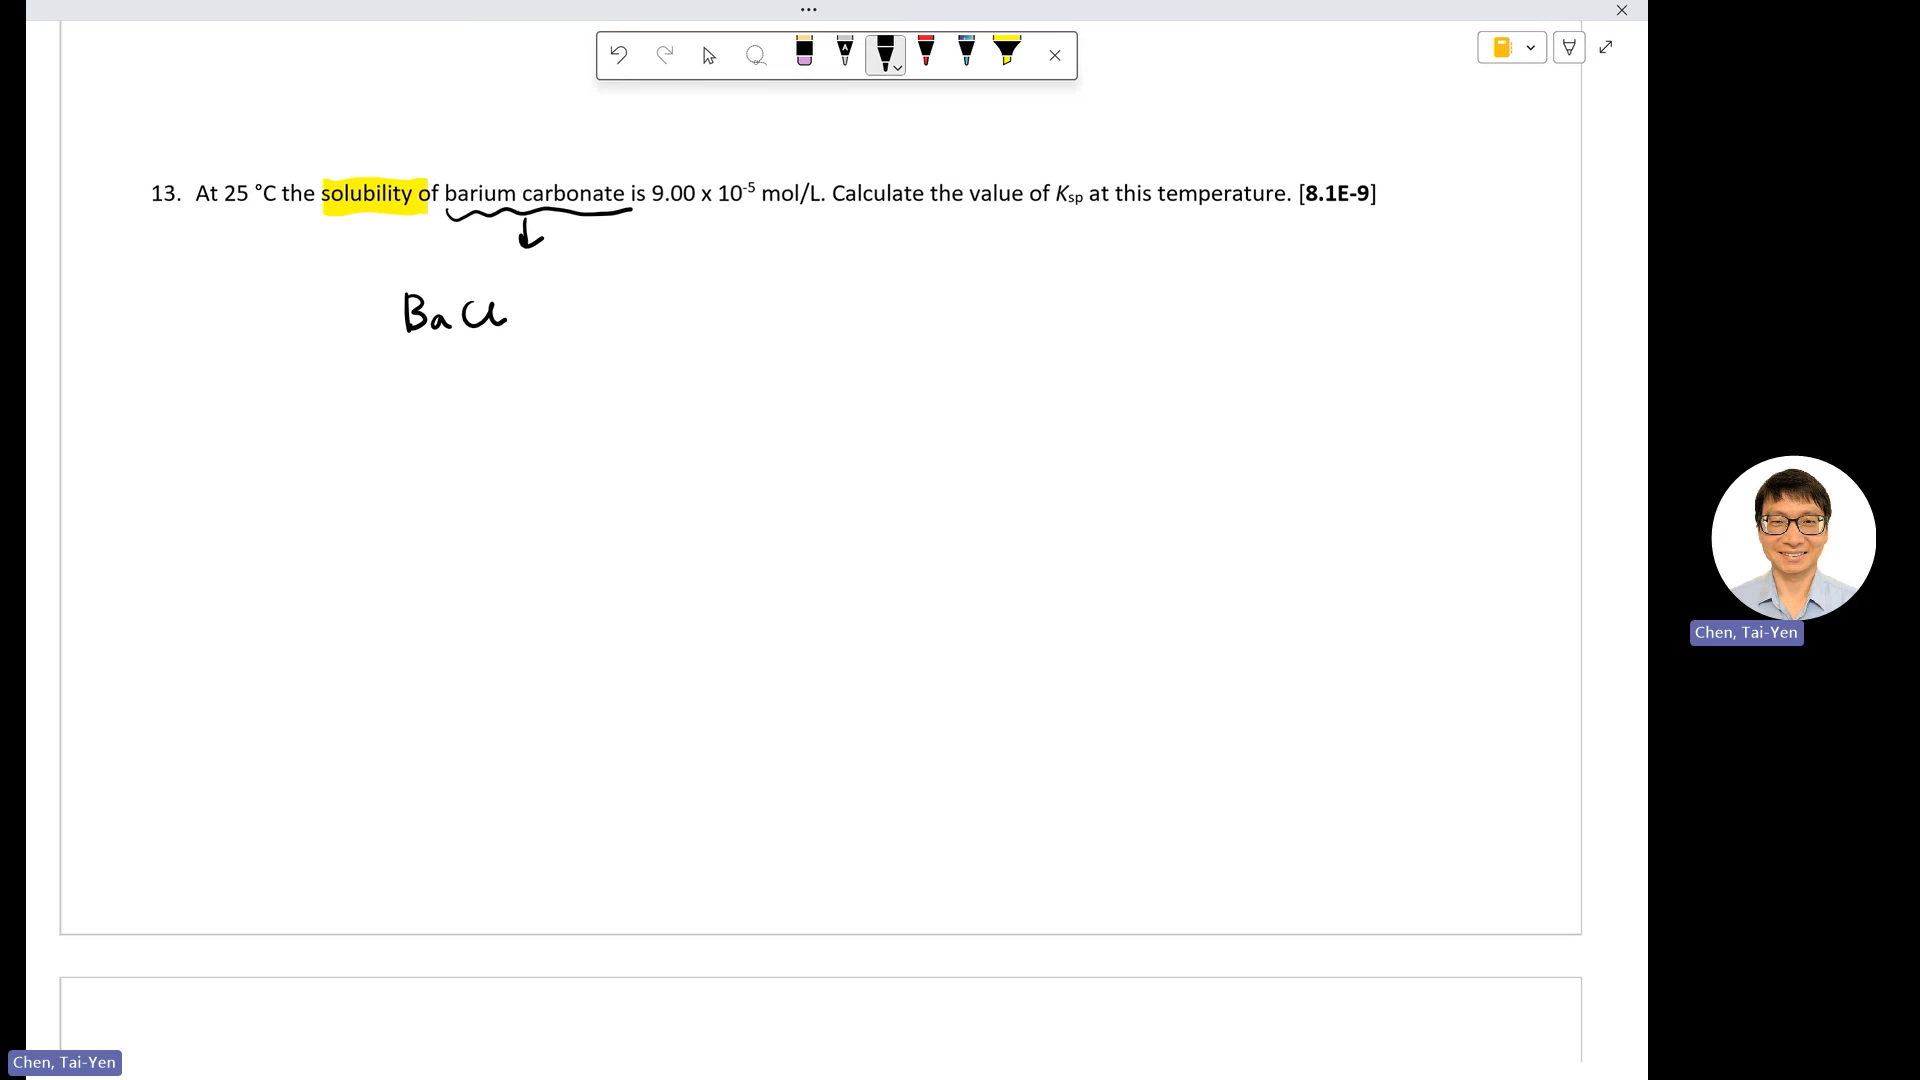 13. At 25 °C the solubility of barium carbonate is 9.00 x 10⁻⁵ mol/L. Calculate the value of Ksp at this temperature. [8.1E-9]
Chen, Tai-Yen
Chen, Tai-Yen